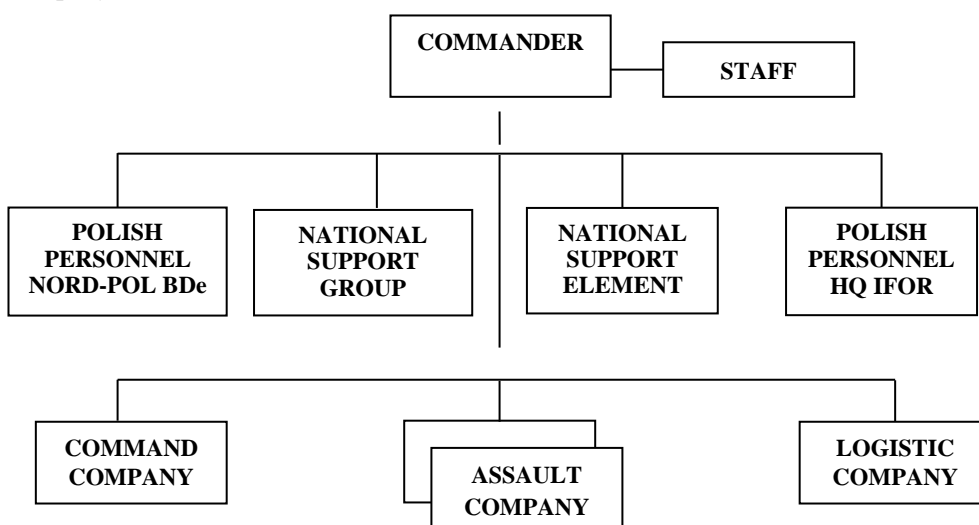 COMMANDER
STAFF
POLISH
PERSONNEL
NORD-POL BDe
NATIONAL
SUPPORT
GROUP
NATIONAL
SUPPORT
ELEMENT
POLISH
PERSONNEL
HQ IFOR
COMMAND
COMPANY
ASSAULT
COMPANY
LOGISTIC
COMPANY